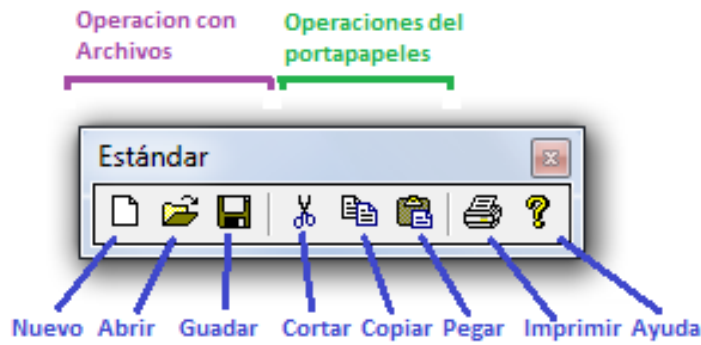 Operacion con
Archivos
Operaciones del
portapapeles
Estándar
Nuevo Abrir Guadar Cortar Copiar Pegar Imprimir Ayuda